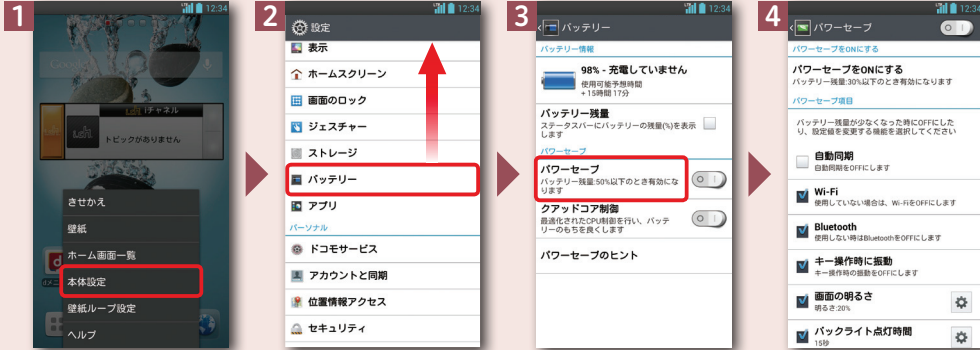 1
12:34
Google
iチャネル
トピックがありません
きせかえ
壁紙
ホーム画面一覧
本体設定
壁紙ループ設定
ヘルプ
2
12:34
設定
表示
ホームスクリーン
画面のロック
ジェスチャー
ストレージ
バッテリー
アプリ
パーソナル
ドコモサービス
アカウントと同期
位置情報アクセス
セキュリティ
3
12:34
バッテリー
バッテリー情報
98% - 充電していません
使用可能予想時間
+ 15時間 17分
バッテリー残量
ステータスバーにバッテリーの残量(%)を表示
します
パワーセーブ
パワーセーブ
バッテリー残量:50%以下のとき有効にな
ります
クアッドコア制御
最適化されたCPU制御を行い、バッテ
リーのもちを良くします
パワーセーブのヒント
4
12:34
パワーセーブ
パワーセーブをONにする
パワーセーブをONにする
バッテリー残量:30%以下のとき有効になります
パワーセーブ項目
バッテリー残量が少なくなった時にOFFにした
り、設定値を変更する機能を選択してください
自動同期
自動同期をOFFにします
Wi-Fi
使用していない場合は、Wi-FiをOFFにします
Bluetooth
使用しない時はBluetoothをOFFにします
キー操作時に振動
キー操作時の振動をOFFにします
画面の明るさ
明るさ:20%
バックライト点灯時間
15秒